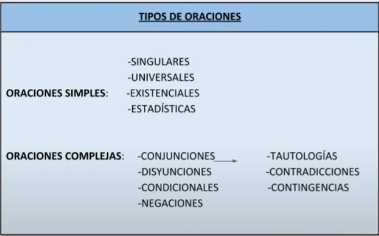 TIPOS DE ORACIONES
-SINGULARES
-UNIVERSALES
ORACIONES SIMPLES: -EXISTENCIALES
-ESTADÍSTICAS
ORACIONES COMPLEJAS: -CONJUNCIONES -TAUTOLOGÍAS
-DISYUNCIONES -CONTRADICCIONES
-CONDICIONALES -CONTINGENCIAS
-NEGACIONES